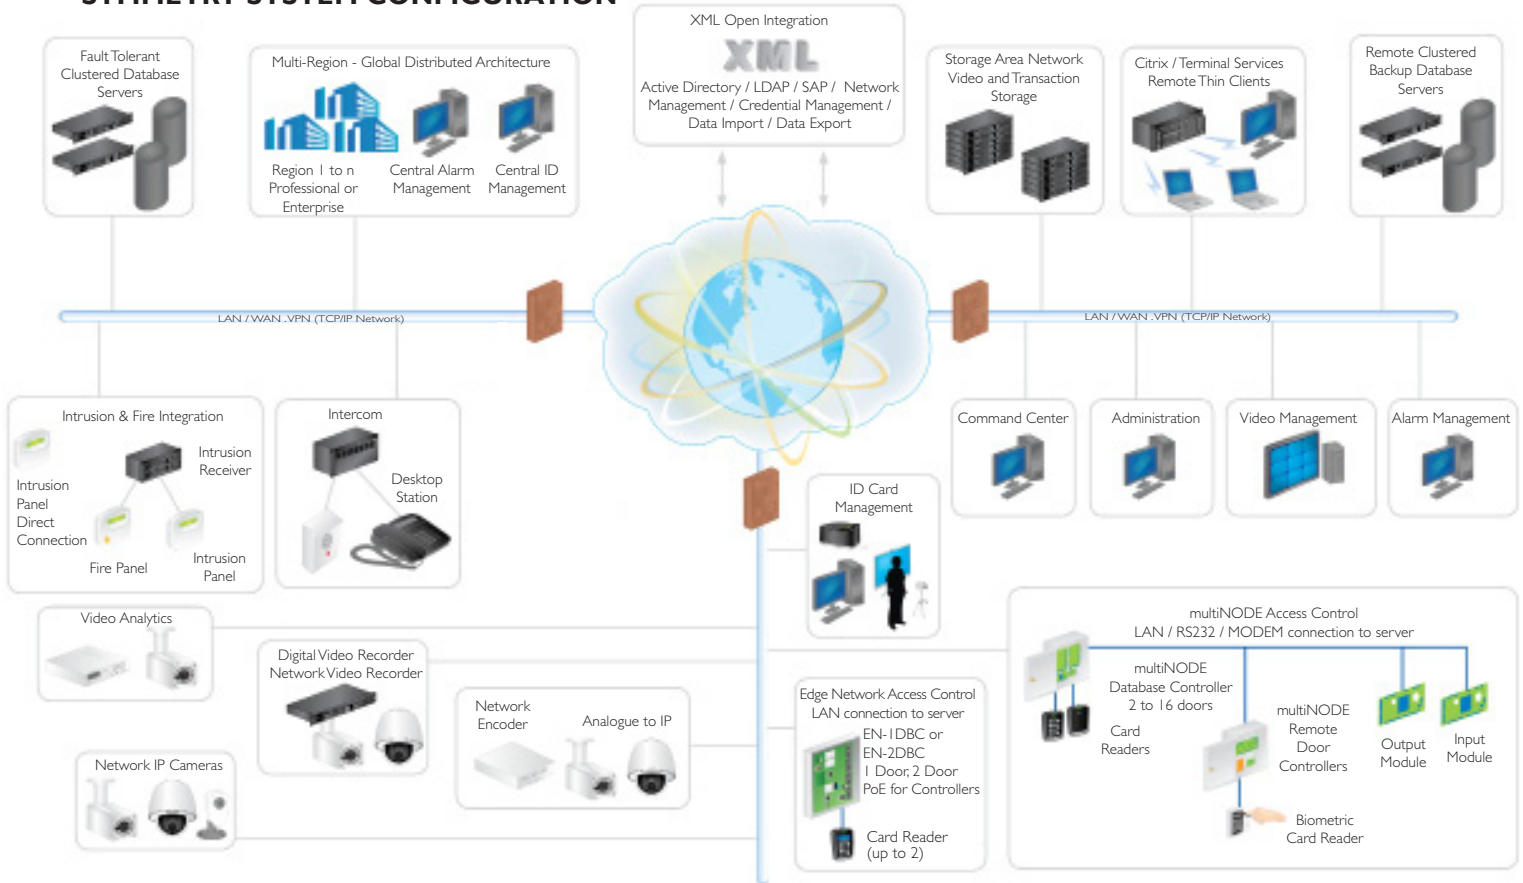 SYMMETRY SYSTEM CONFIGURATION
Fault Tolerant
Clustered Database
Servers
Multi-Region - Global Distributed Architecture
Region 1 to n
Professional or
Enterprise
Central Alarm
Management
Central ID
Management
XML Open Integration
XML
Active Directory / LDAP / SAP / Network
Management / Credential Management /
Data Import / Data Export
Storage Area Network
Video and Transaction
Storage
Citrix / Terminal Services
Remote Thin Clients
Remote Clustered
Backup Database
Servers
LAN / WAN .VPN (TCP/IP Network)
LAN / WAN .VPN (TCP/IP Network)
Intrusion & Fire Integration
Intrusion
Receiver
Intrusion
Panel
Direct
Connection
Fire Panel
Intrusion
Panel
Intercom
Desktop
Station
Command Center
Administration
Video Management
Alarm Management
ID Card
Management
Video Analytics
Digital Video Recorder
Network Video Recorder
Network
Encoder
Analogue to IP
Network IP Cameras
Edge Network Access Control
LAN connection to server
EN-1DBC or
EN-2DBC
1 Door, 2 Door
PoE for Controllers
Card Reader
(up to 2)
multiNODE Access Control
LAN / RS232 / MODEM connection to server
multiNODE
Database Controller
2 to 16 doors
Card
Readers
multiNODE
Remote
Door
Controllers
Output
Module
Input
Module
Biometric
Card Reader